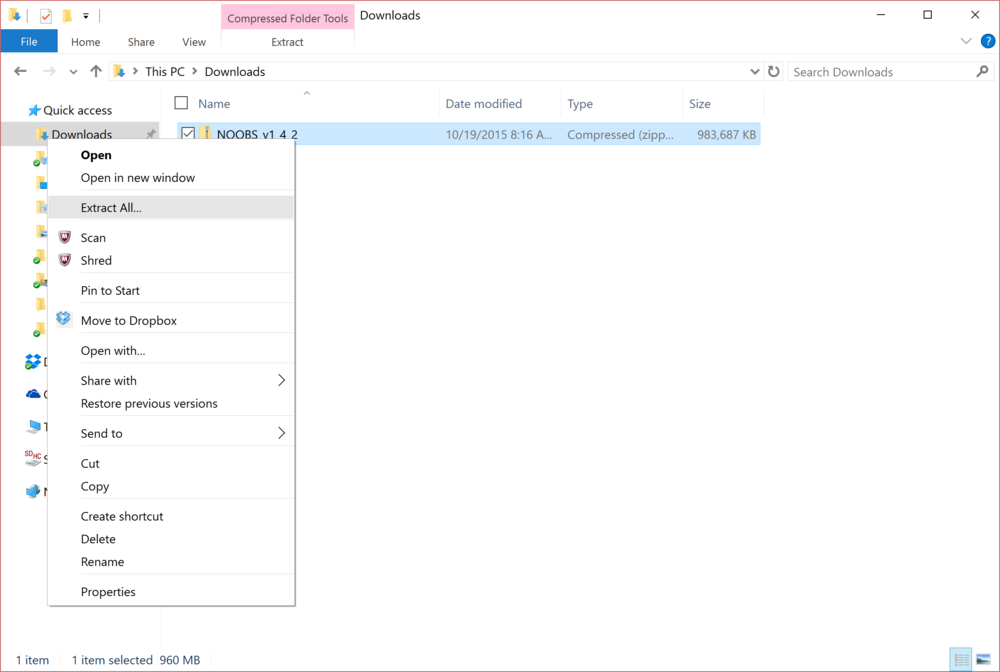 Compressed Folder Tools
Downloads
File
Home
Share
View
Extract
?
This PC
Downloads
Search Downloads
Quick access
Name
Date modified
Type
Size
Downloads
NOOBS_v1_4_2
10/19/2015 8:16 A...
Compressed (zipp...
983,687 KB
Open
Open in new window
Extract All...
Scan
Shred
Pin to Start
Move to Dropbox
Open with...
Share with
Restore previous versions
Send to
Cut
Copy
Create shortcut
Delete
Rename
Properties
1 item
1 item selected 960 MB